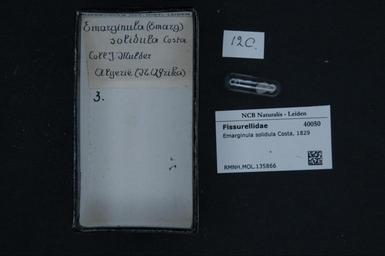 Emarginula (Emarg)
solidula Costa
Coll J. Mulder
Algerië (N. Afrika)
3.
12C.
NCB Naturalis - Leiden
Fissurellidae 40050
Emarginula solidula Costa, 1829
RMNH.MOL.135866